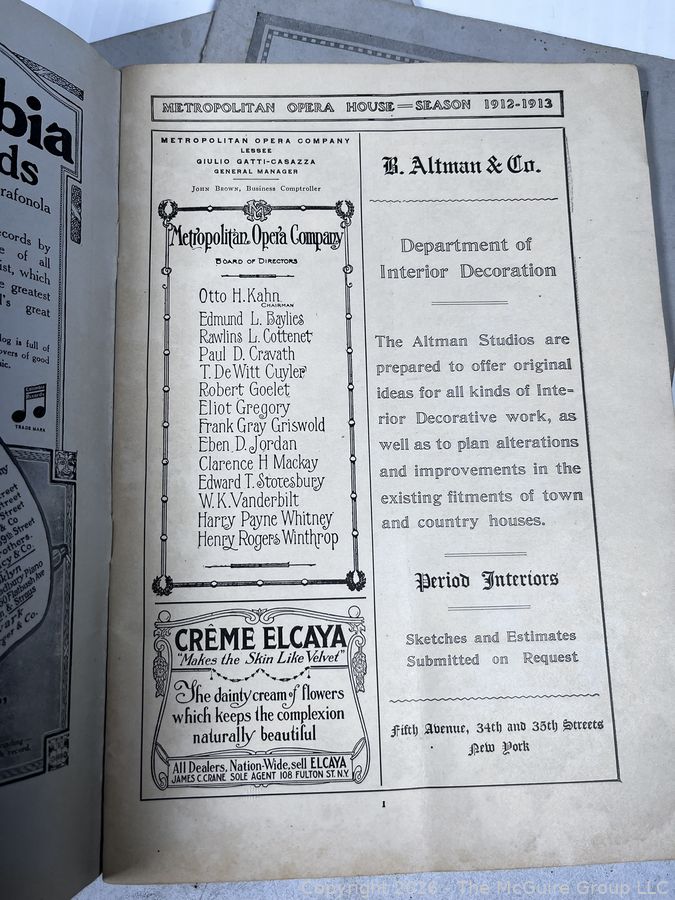 bia
ds
rafonola
ecords by
e of all
ist, which
e greatest
l's great
log is full of
overs of good
ic.
Columbia
Records
TRADE MARK
METROPOLITAN OPERA HOUSE=SEASON 1912-1913
METROPOLITAN OPERA COMPANY
LESSEE
GIULIO GATTI-CASAZZA
GENERAL MANAGER
JOHN BROWN, Business Comptroller
Metropolitan Opera Company
BOARD OF DIRECTORS
Otto H. Kahn
CHAIRMAN
Edmund L. Baylies
Rawlins L. Cottenet
Paul D. Cravath
T. De Witt Cuyler
Robert Goelet
Eliot Gregory
Frank Gray Griswold
Eben D. Jordan
Clarence H Mackay
Edward T. Stotesbury
W. K. Vanderbilt
Harry Payne Whitney
Henry Rogers Winthrop
CRÊME ELCAYA
"Makes the Skin Like Velvet"
The dainty cream of flowers
which keeps the complexion
naturally beautiful
All Dealers, Nation-Wide, sell ELCAYA
JAMES C. CRANE SOLE AGENT 108 FULTON ST. N.Y.
B. Altman & Co.
Department of
Interior Decoration
The Altman Studios are
prepared to offer original
ideas for all kinds of Inte-
rior Decorative work, as
well as to plan alterations
and improvements in the
existing fitments of town
and country houses.
Period Interiors
Sketches and Estimates
Submitted on Request
Fifth Avenue, 34th and 35th Streets
New York
1
Copyright 2026 - The McGuire Group LLC